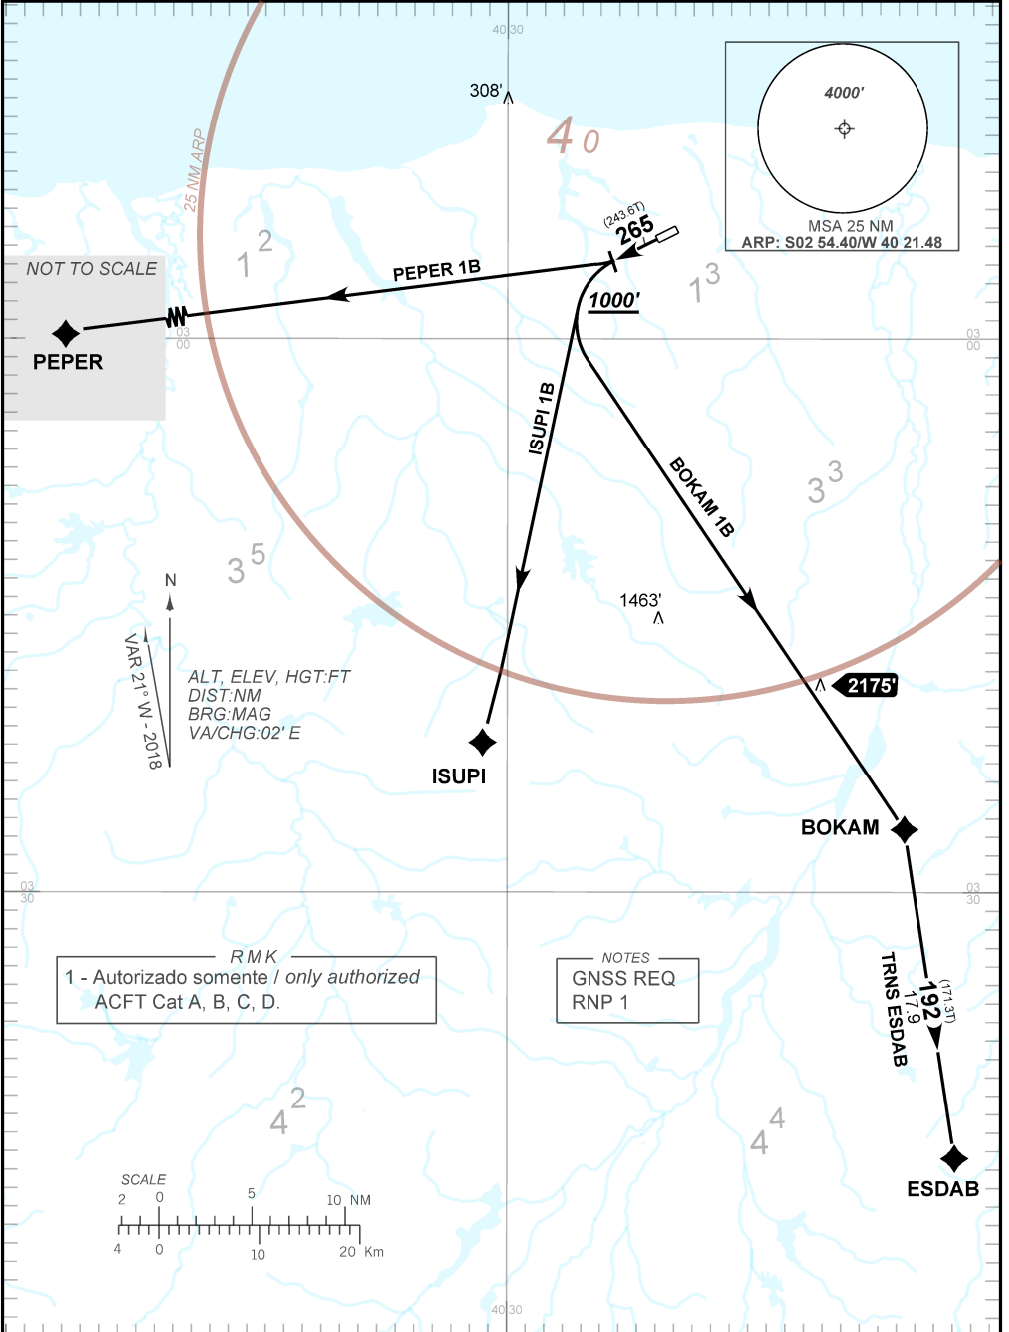 40 30
308'
4 0
4000'
25 NM ARP
MSA 25 NM
ARP: S02 54.40/W 40 21.48
(243.6T)
265
1 2
1 3
NOT TO SCALE
PEPER 1B
1000'
03
00
03
00
PEPER
ISUPI 1B
BOKAM 1B
3 3
3 5
N
VAR 21° W - 2018
1463'
ALT, ELEV, HGT:FT
DIST:NM
BRG:MAG
VA/CHG:02' E
2175'
ISUPI
BOKAM
03
30
03
30
RMK
1 - Autorizado somente / only authorized
ACFT Cat A, B, C, D.
NOTES
GNSS REQ
RNP 1
TRNS ESDAB
17.9
192
(171.3T)
4 2
4 4
SCALE
2 0 5 10 NM
4 0 10 20 Km
ESDAB
40 30